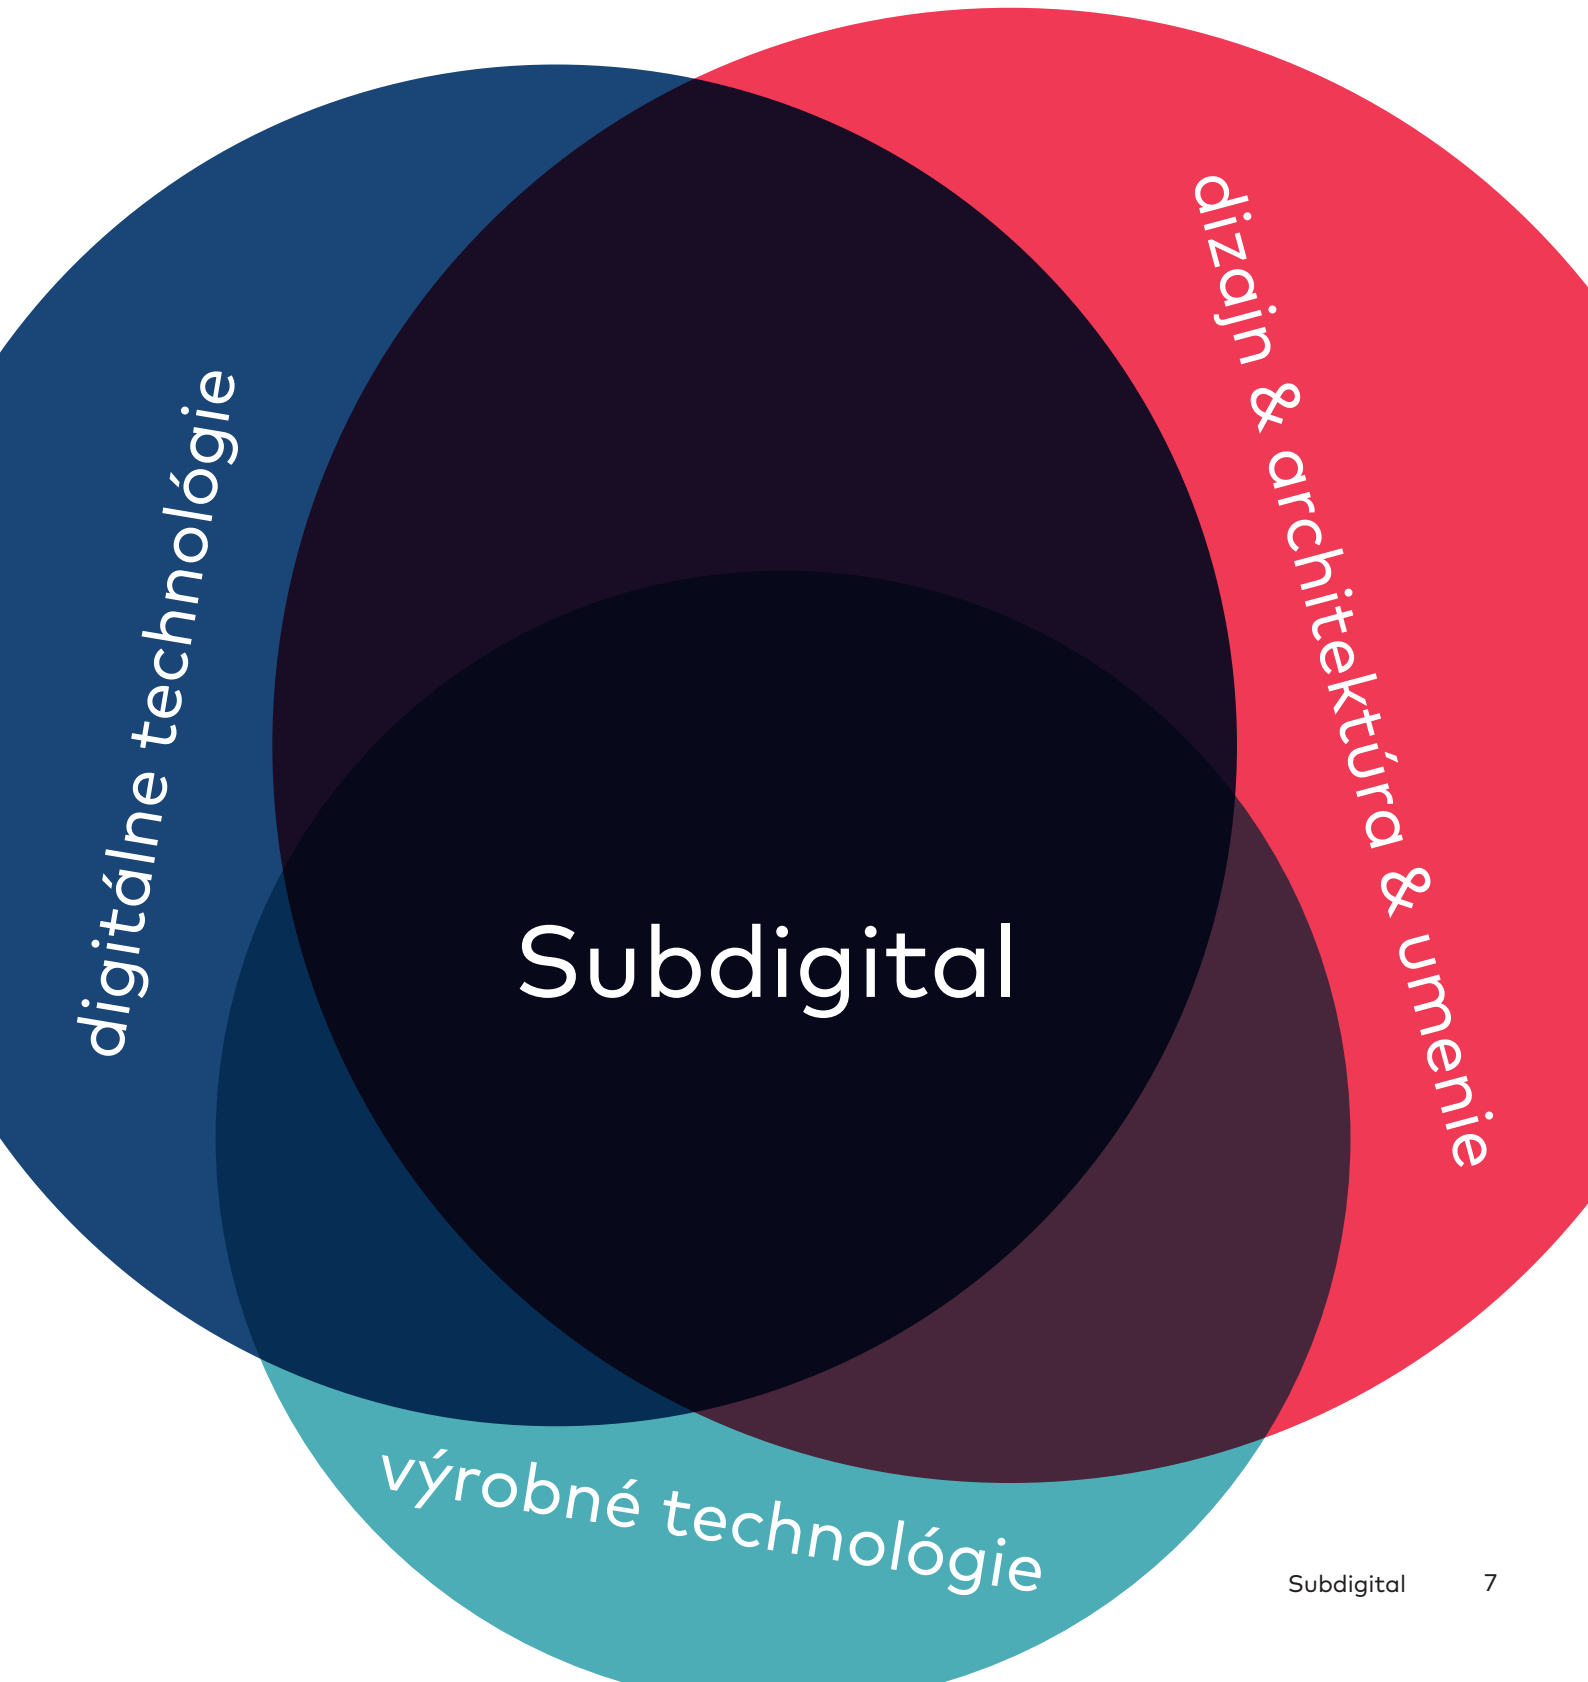 digitálne technológie
dizajn & architektúra & umenie
Subdigital
výrobné technológie
Subdigital 7